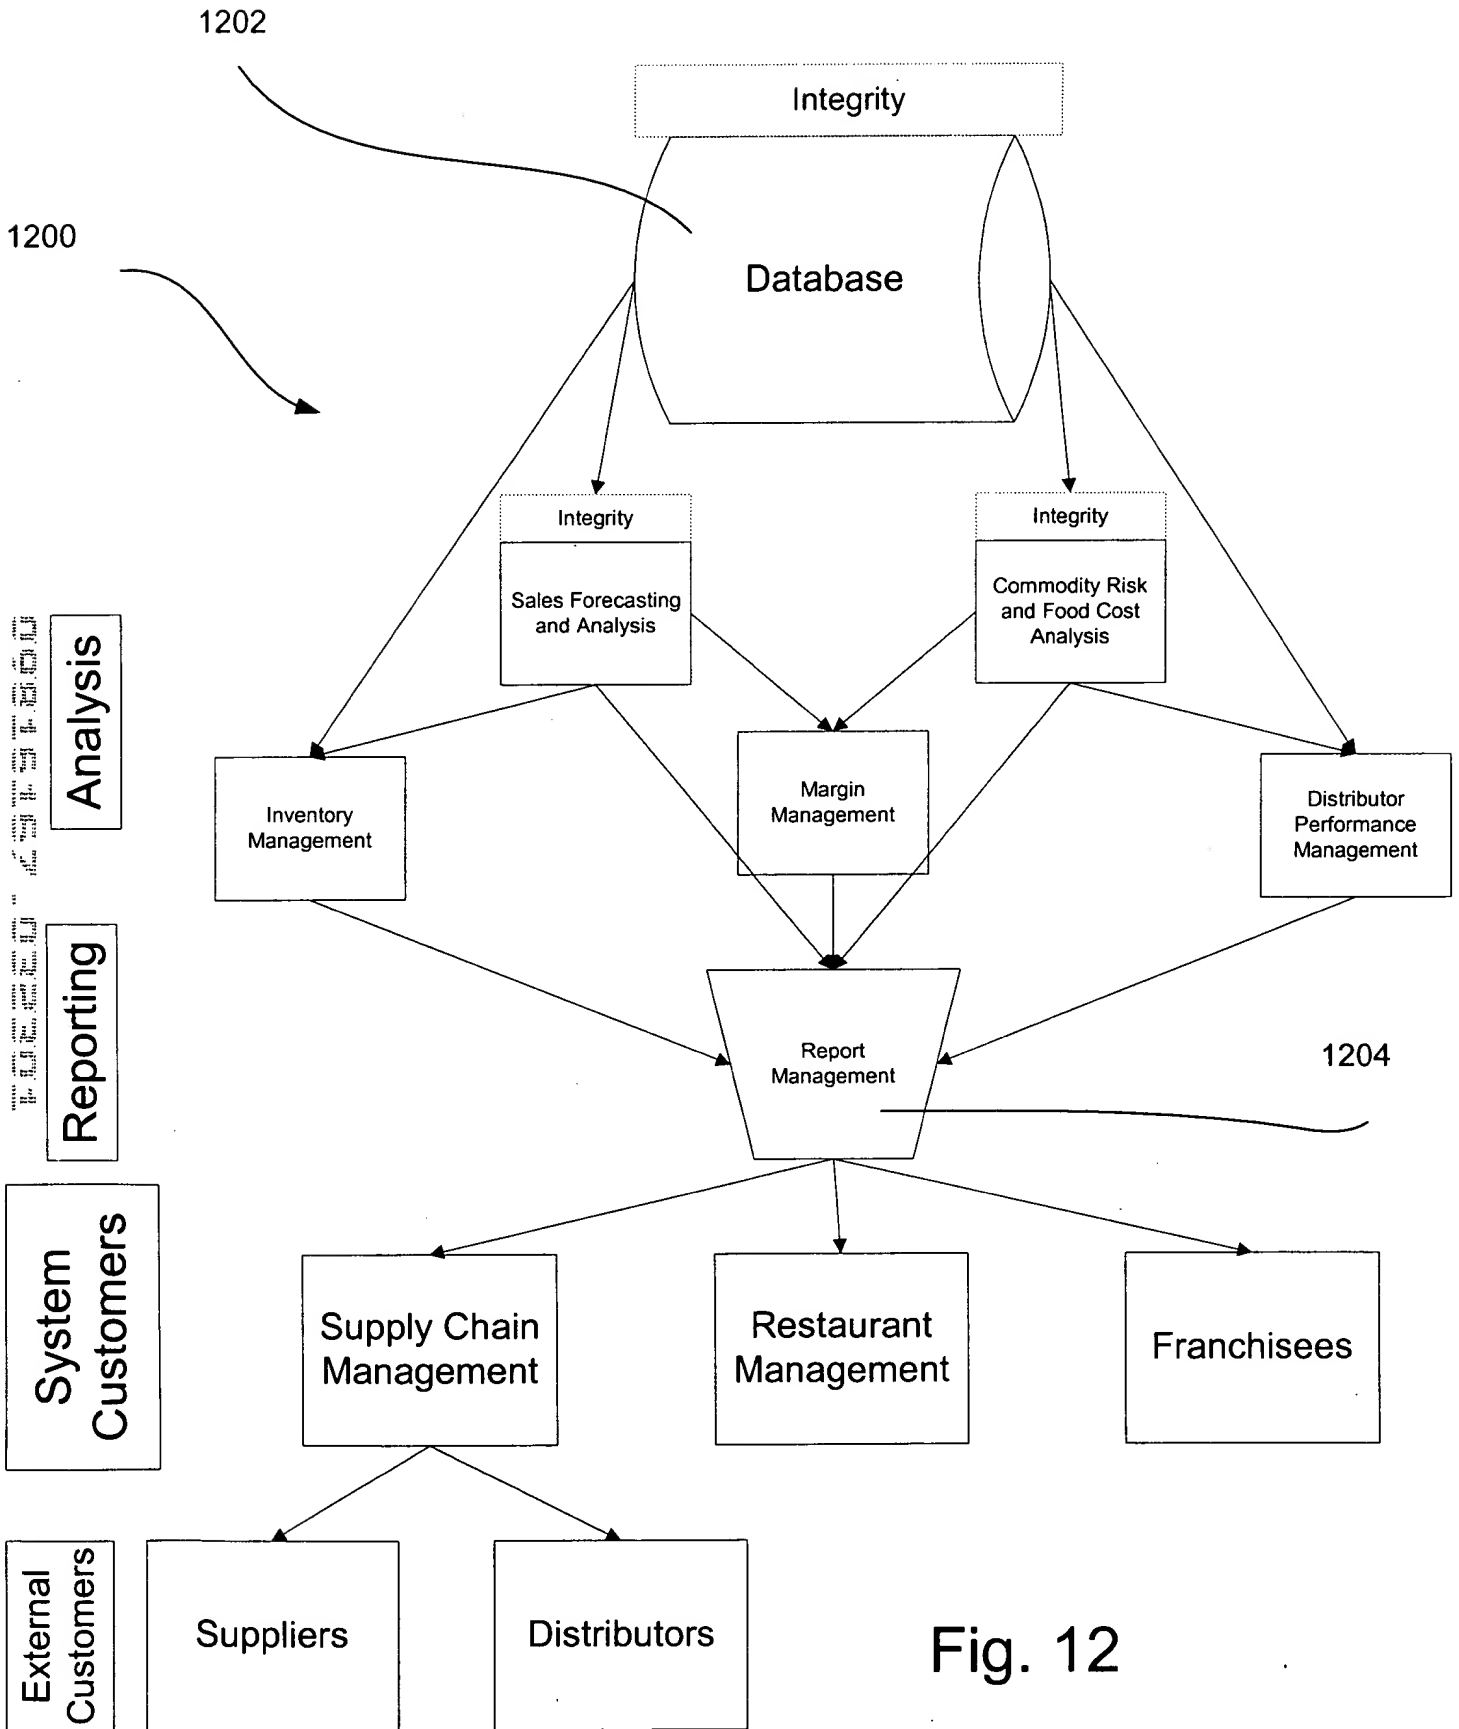 1202
Integrity
1200
Database
Integrity
Integrity
Sales Forecasting
and Analysis
Commodity Risk
and Food Cost
Analysis
Analysis
Inventory
Management
Margin
Management
Distributor
Performance
Management
Reporting
Report
Management
1204
System
Customers
Supply Chain
Management
Restaurant
Management
Franchisees
External
Customers
Suppliers
Distributors
Fig. 12